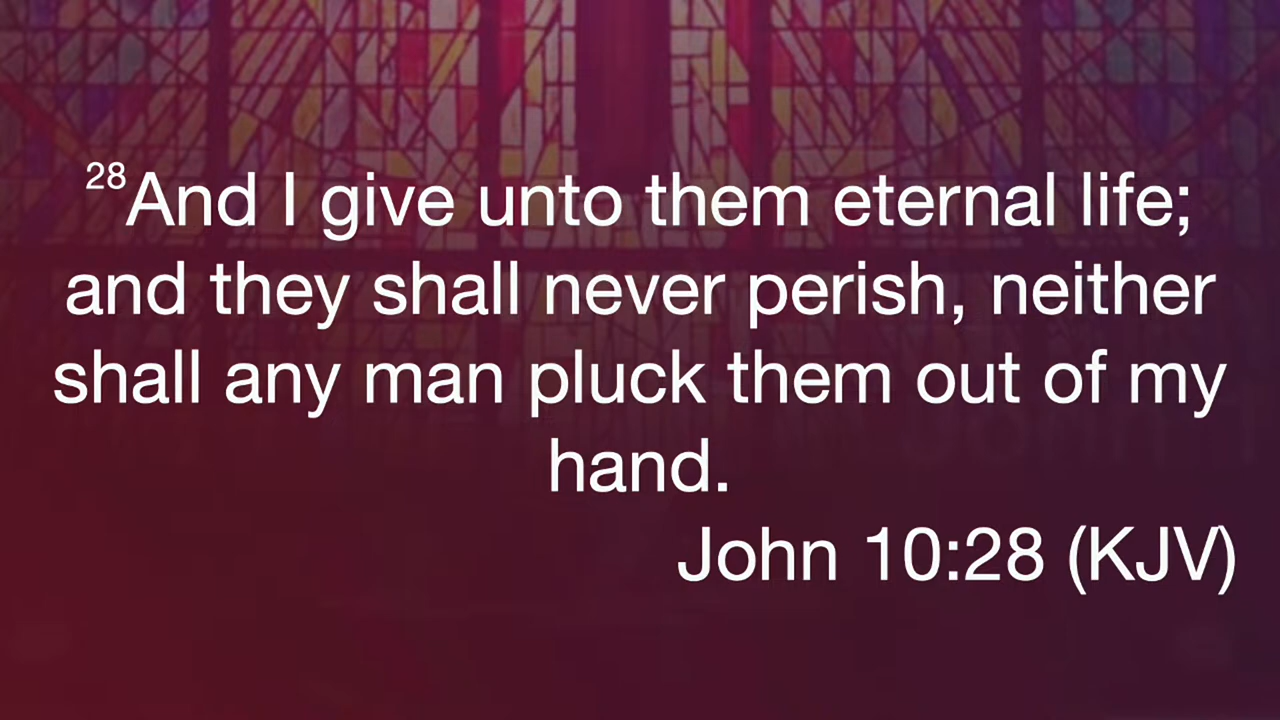 28And I give unto them eternal life;
and they shall never perish, neither
shall any man pluck them out of my
hand.
John 10:28 (KJV)